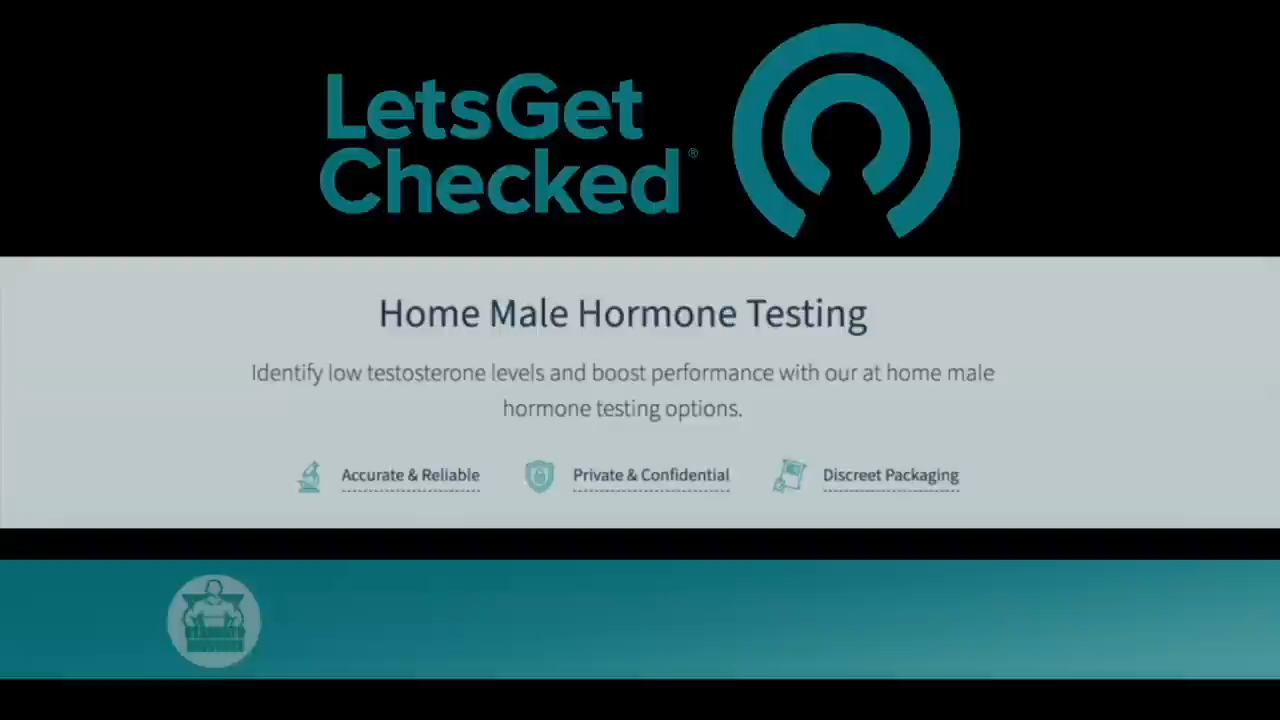 LetsGet
Checked®
Home Male Hormone Testing
Identify low testosterone levels and boost performance with our at home male
hormone testing options.
Accurate & Reliable
Private & Confidential
Discreet Packaging